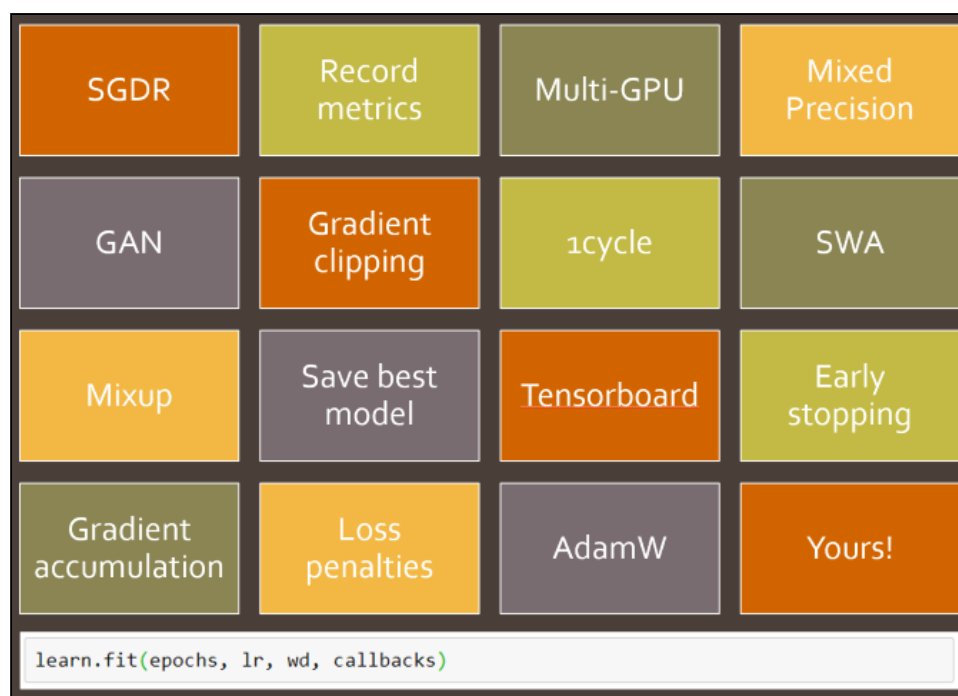 SGDR
Record
metrics
Multi-GPU
Mixed
Precision
GAN
Gradient
clipping
1cycle
SWA
Mixup
Save best
model
Tensorboard
Early
stopping
Gradient
accumulation
Loss
penalties
AdamW
Yours!
learn.fit(epochs, lr, wd, callbacks)